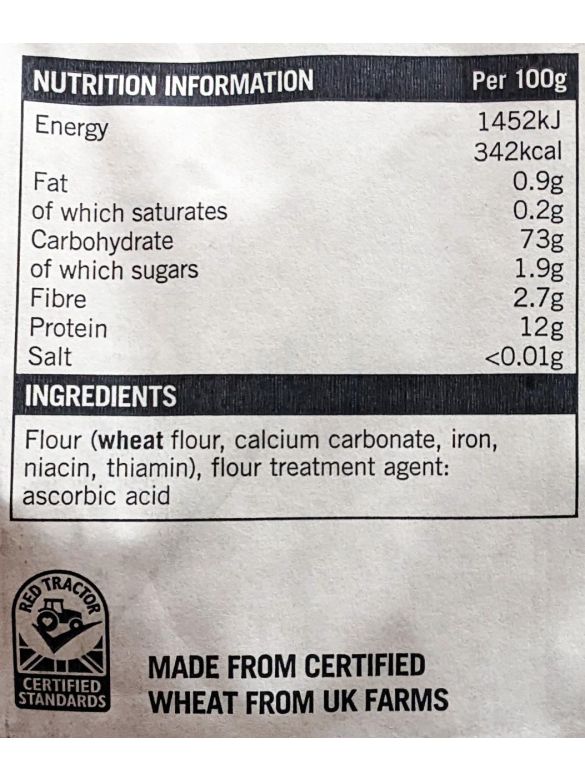 NUTRITION INFORMATION Per 100g
Energy 1452kJ
342kcal
Fat 0.9g
of which saturates 0.2g
Carbohydrate 73g
of which sugars 1.9g
Fibre 2.7g
Protein 12g
Salt <0.01g
INGREDIENTS
Flour (wheat flour, calcium carbonate, iron,
niacin, thiamin), flour treatment agent:
ascorbic acid
RED TRACTOR
CERTIFIED
STANDARDS
MADE FROM CERTIFIED
WHEAT FROM UK FARMS